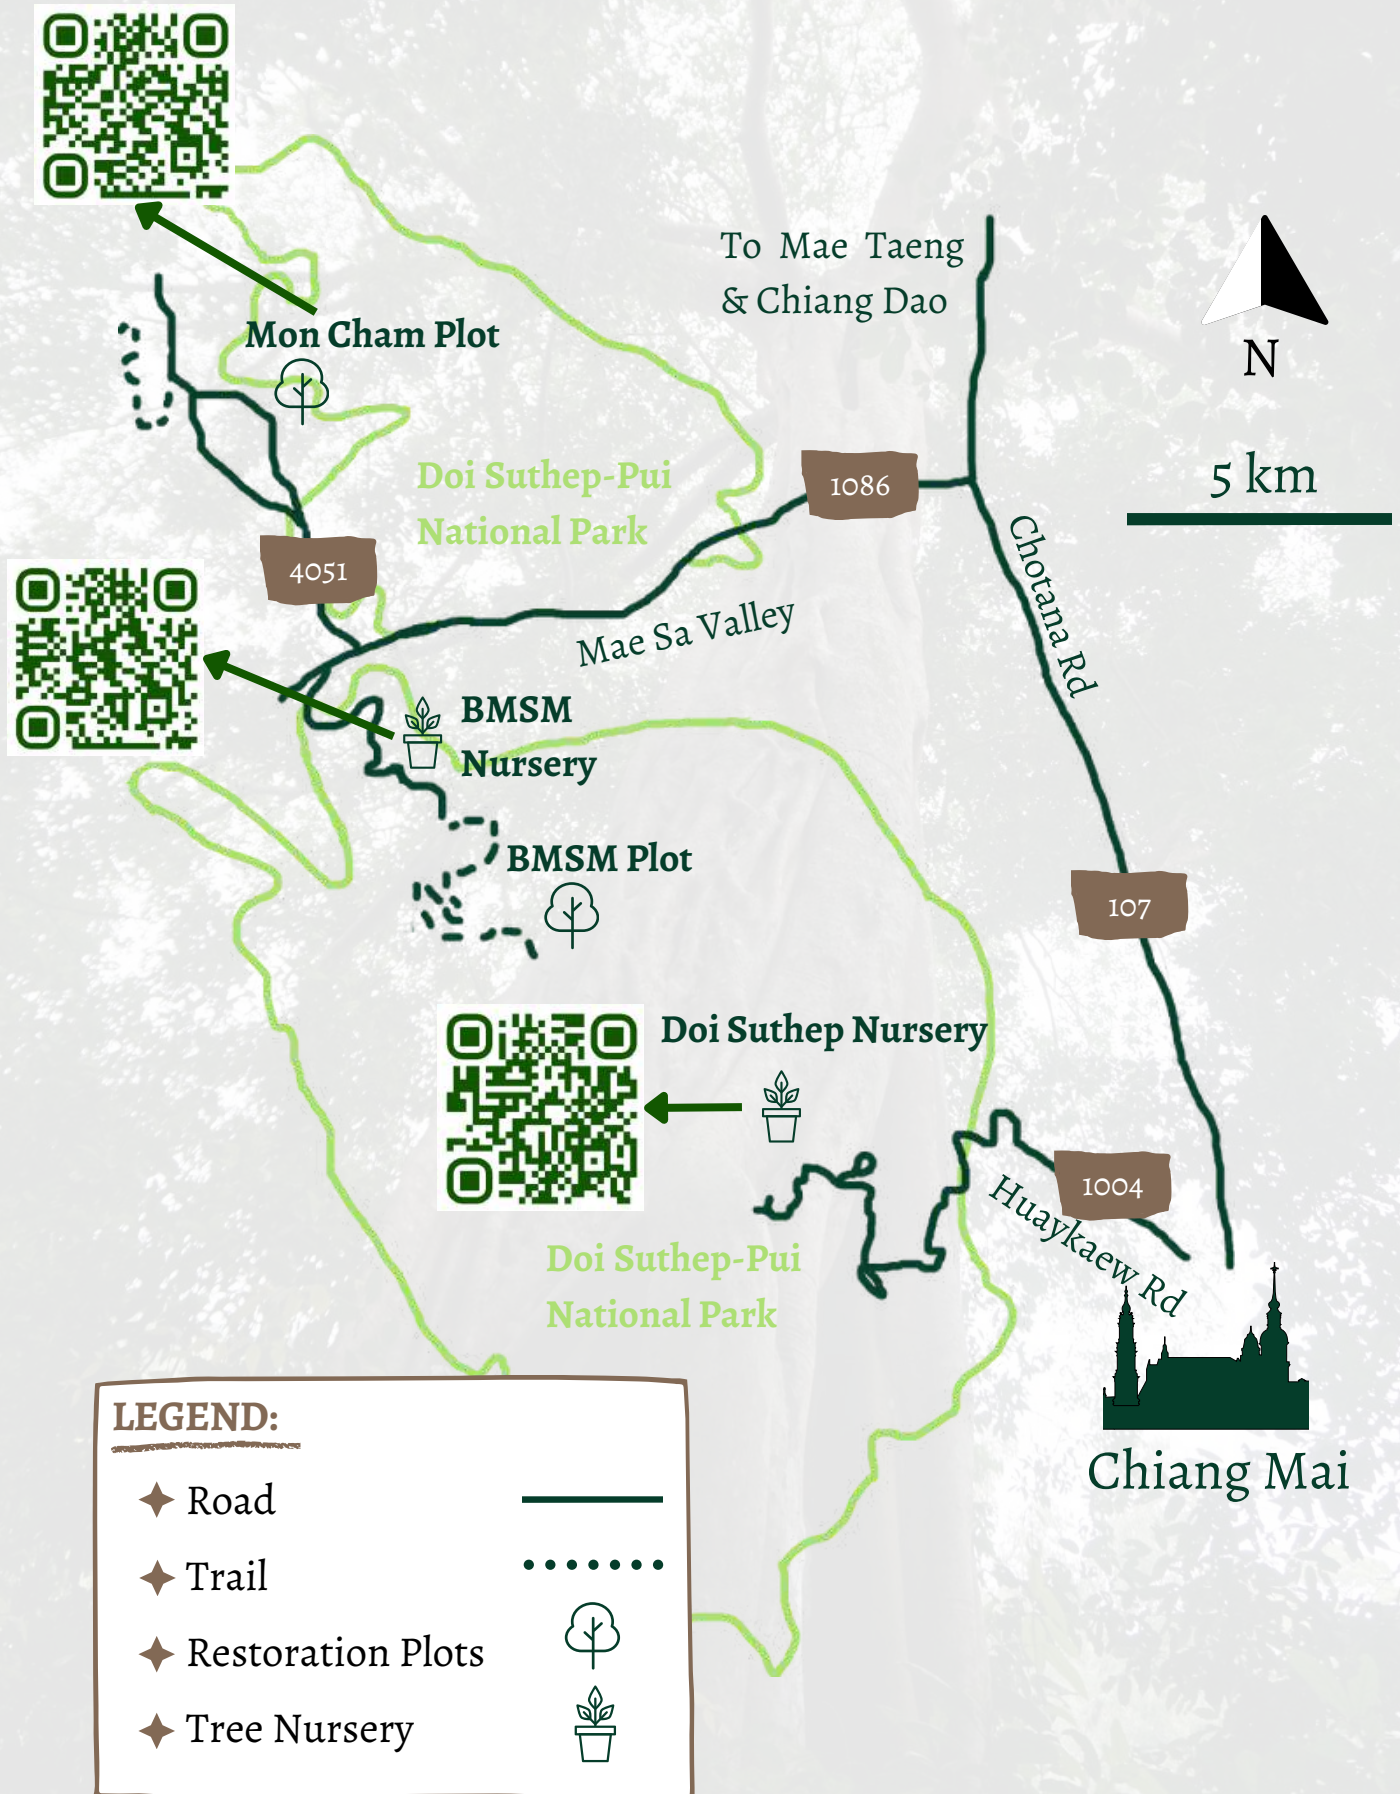 To Mae Taeng
& Chiang Dao
N
Mon Cham Plot
5 km
1086
Doi Suthep-Pui
National Park
4051
Chotana Rd
Mae Sa Valley
BMSM
Nursery
BMSM Plot
107
Doi Suthep Nursery
1004
Huaykaew Rd
Doi Suthep-Pui
National Park
Chiang Mai
LEGEND:
Road
Trail
Restoration Plots
Tree Nursery